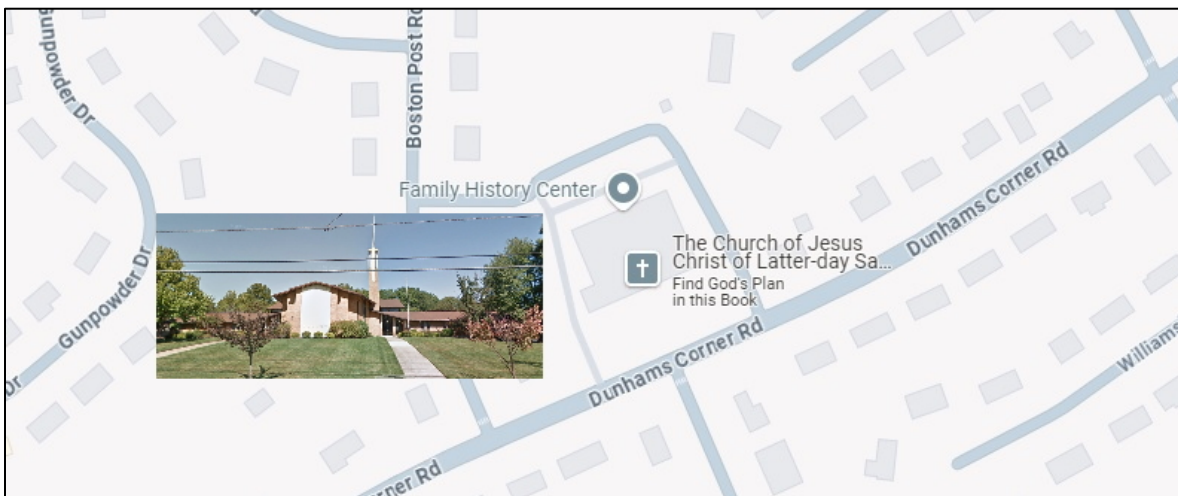 Gunpowder Dr
Boston Post Rd
Family History Center
The Church of Jesus
Christ of Latter-day Sa...
Find God's Plan
in this Book
Dunhams Corner Rd
Gunpowder Dr
Dunhams Corner Rd
Williams
Dr
ner Rd